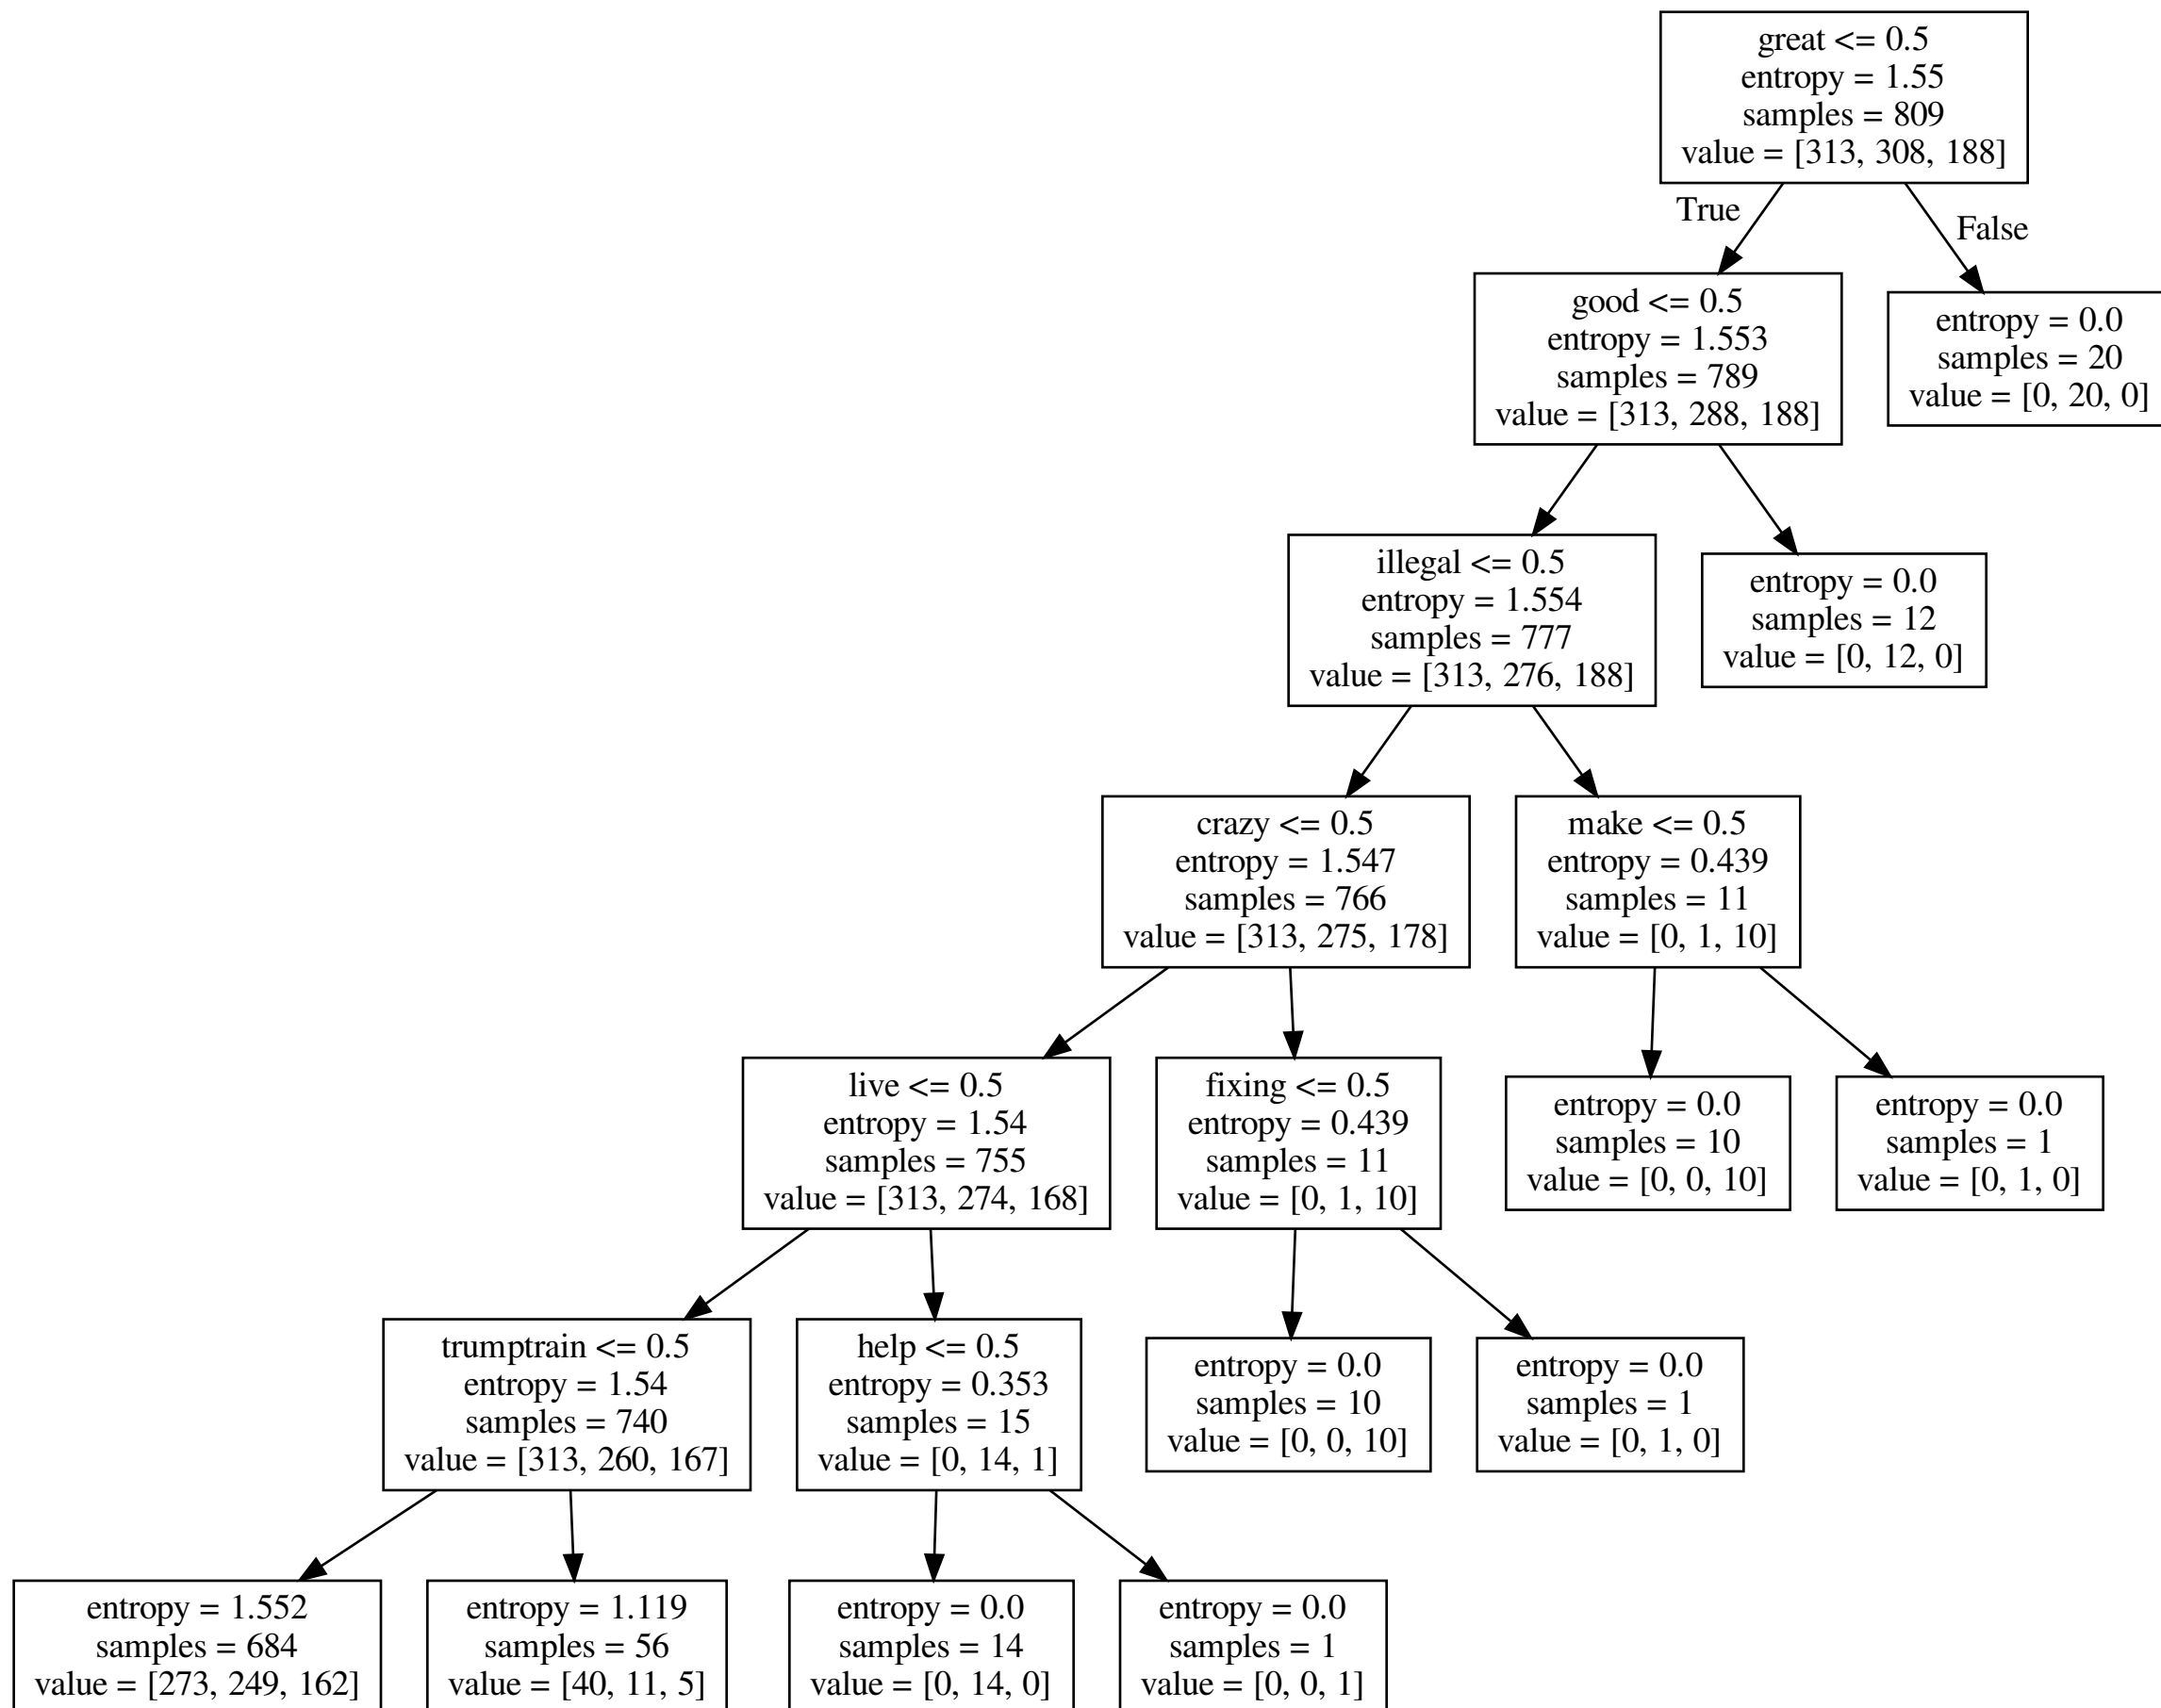 great <= 0.5
entropy = 1.55
samples = 809
value = [313, 308, 188]
True
False
good <= 0.5
entropy = 1.553
samples = 789
value = [313, 288, 188]
entropy = 0.0
samples = 20
value = [0, 20, 0]
illegal <= 0.5
entropy = 1.554
samples = 777
value = [313, 276, 188]
entropy = 0.0
samples = 12
value = [0, 12, 0]
crazy <= 0.5
entropy = 1.547
samples = 766
value = [313, 275, 178]
make <= 0.5
entropy = 0.439
samples = 11
value = [0, 1, 10]
live <= 0.5
entropy = 1.54
samples = 755
value = [313, 274, 168]
fixing <= 0.5
entropy = 0.439
samples = 11
value = [0, 1, 10]
entropy = 0.0
samples = 10
value = [0, 0, 10]
entropy = 0.0
samples = 1
value = [0, 1, 0]
trumptrain <= 0.5
entropy = 1.54
samples = 740
value = [313, 260, 167]
help <= 0.5
entropy = 0.353
samples = 15
value = [0, 14, 1]
entropy = 0.0
samples = 10
value = [0, 0, 10]
entropy = 0.0
samples = 1
value = [0, 1, 0]
entropy = 1.552
samples = 684
value = [273, 249, 162]
entropy = 1.119
samples = 56
value = [40, 11, 5]
entropy = 0.0
samples = 14
value = [0, 14, 0]
entropy = 0.0
samples = 1
value = [0, 0, 1]